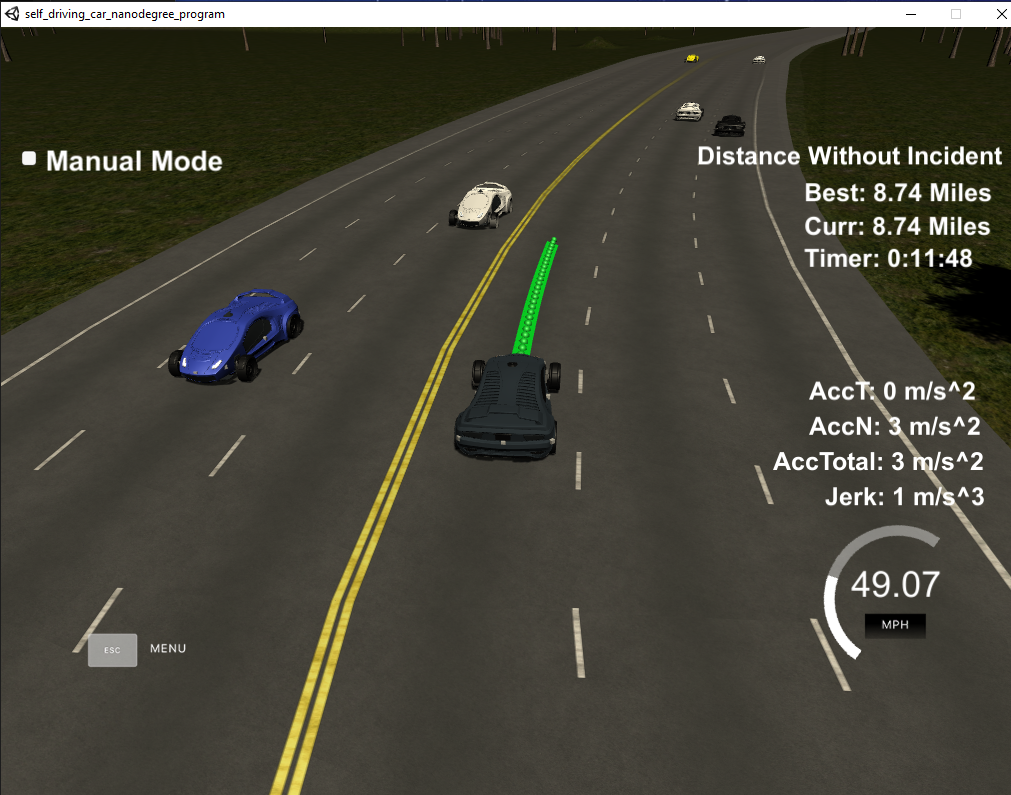 self_driving_car_nanodegree_program
Manual Mode
Distance Without Incident
Best: 8.74 Miles
Curr: 8.74 Miles
Timer: 0:11:48
AccT: 0 m/s^2
AccN: 3 m/s^2
AccTotal: 3 m/s^2
Jerk: 1 m/s^3
49.07
MPH
ESC MENU